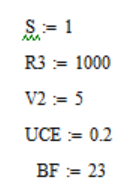 S := 1
R3 := 1000
V2 := 5
UCE := 0.2
BF := 23